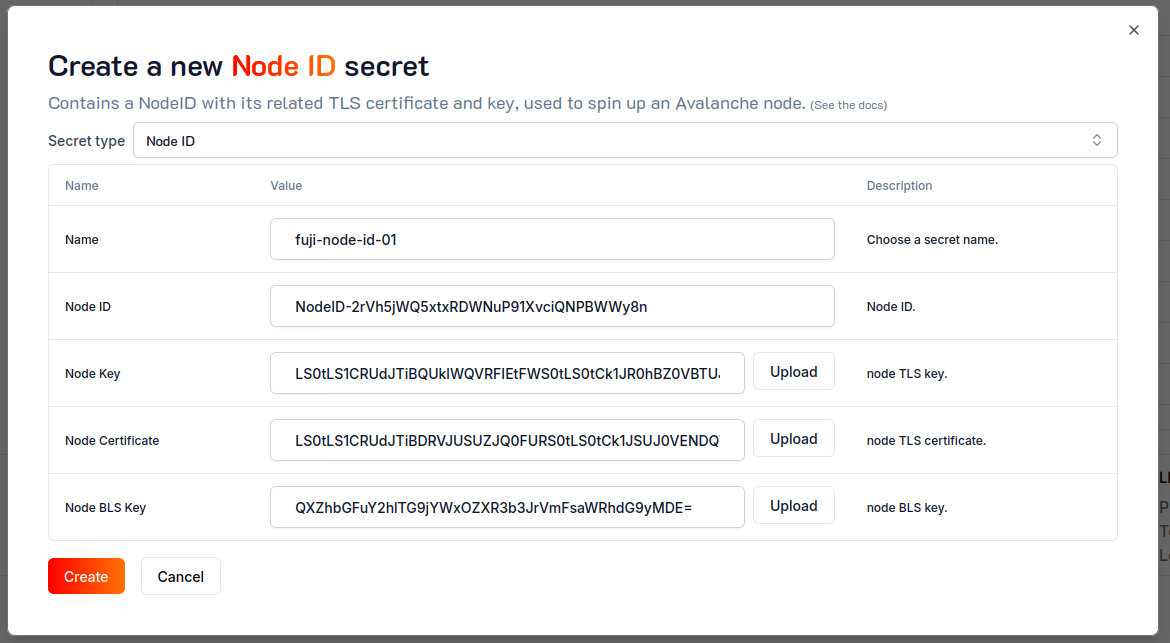 Create a new Node ID secret
Contains a NodeID with its related TLS certificate and key, used to spin up an Avalanche node. (See the docs)
Secret type Node ID
Name Value Description
Name fuji-node-id-01 Choose a secret name.
Node ID NodeID-2rVh5jWQ5xtxRDWNuP91XvciQNPBWWy8n Node ID.
Node Key LS0tLS1CRUdJTiBQUklWQVRFIEtFWS0tLS0tCk1JR0hBZ0VBTUJ Upload node TLS key.
Node Certificate LS0tLS1CRUdJTiBDRVJUSUZJQ0FURS0tLS0tCk1JSUJ0VENDQ Upload node TLS certificate.
Node BLS Key QXZhbGFuY2hlTG9jYWxOZXR3b3JrVmFsaWRhdG9yMDE= Upload node BLS key.
Create Cancel